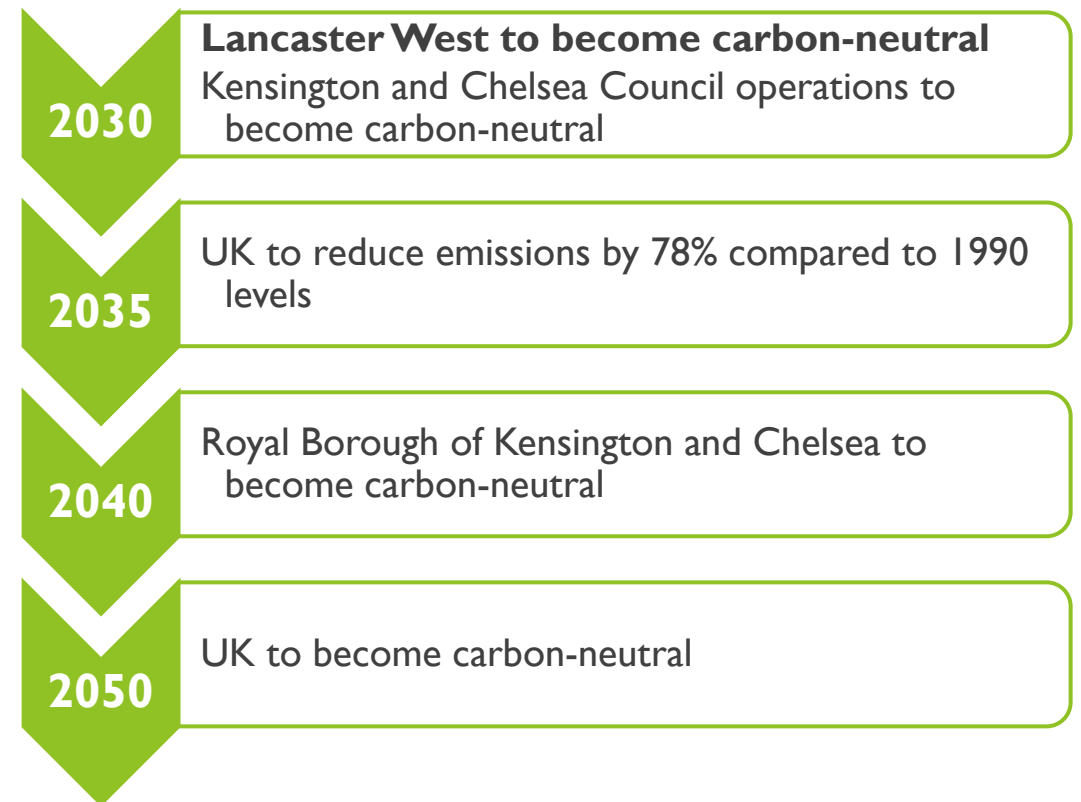 2030
Lancaster West to become carbon-neutral
Kensington and Chelsea Council operations to
become carbon-neutral
2035
UK to reduce emissions by 78% compared to 1990
levels
2040
Royal Borough of Kensington and Chelsea to
become carbon-neutral
2050
UK to become carbon-neutral